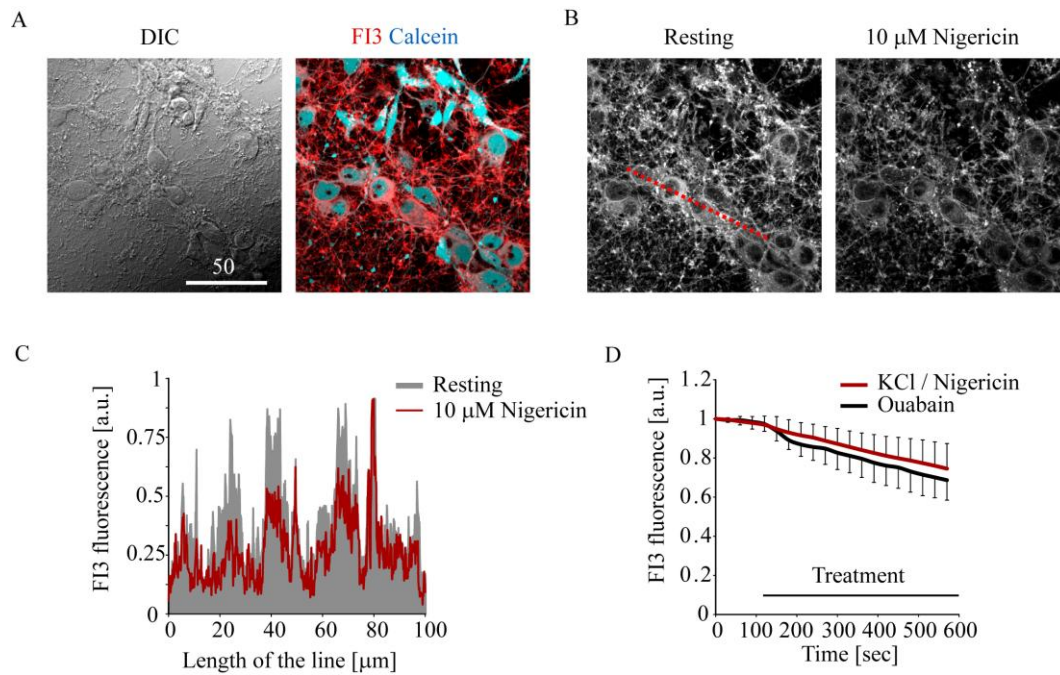 A
DIC
FI3 Calcein
50
B
Resting
10 μM Nigericin
C
FI3 fluorescence [a.u.]
1
0.75
0.5
0.25
0
0 20 40 60 80 100
Length of the line [μm]
Resting
10 μM Nigericin
D
FI3 fluorescence [a.u.]
1.2
1
0.8
0.6
0.4
0.2
0
0 100 200 300 400 500 600
Time [sec]
KCl / Nigericin
Ouabain
Treatment